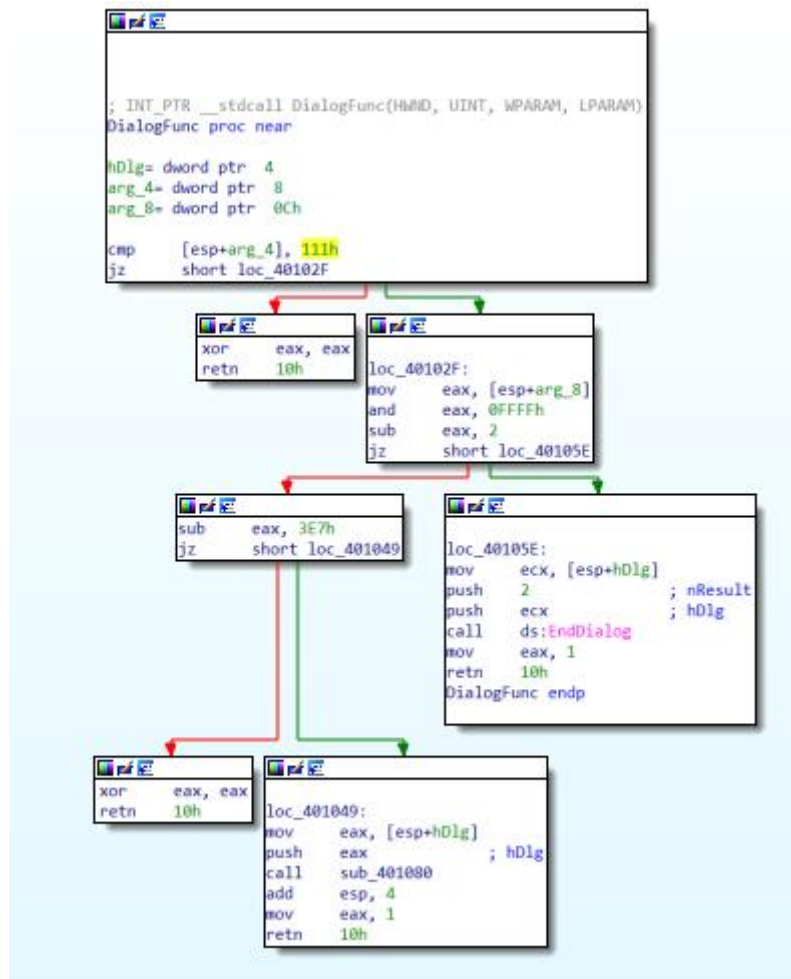 ; INT_PTR __stdcall DialogFunc(HWND, UINT, WPARAM, LPARAM)
DialogFunc proc near
hDlg= dword ptr  4
arg_4= dword ptr  8
arg_8= dword ptr  0Ch
cmp     [esp+arg_4], 111h
jz      short loc_40102F
xor     eax, eax
retn    10h
loc_40102F:
mov     eax, [esp+arg_8]
and     eax, 0FFFFh
sub     eax, 2
jz      short loc_40105E
sub     eax, 3E7h
jz      short loc_401049
loc_40105E:
mov     ecx, [esp+hDlg]
push    2               ; nResult
push    ecx             ; hDlg
call    ds:EndDialog
mov     eax, 1
retn    10h
DialogFunc endp
xor     eax, eax
retn    10h
loc_401049:
mov     eax, [esp+hDlg]
push    eax             ; hDlg
call    sub_401080
add     esp, 4
mov     eax, 1
retn    10h